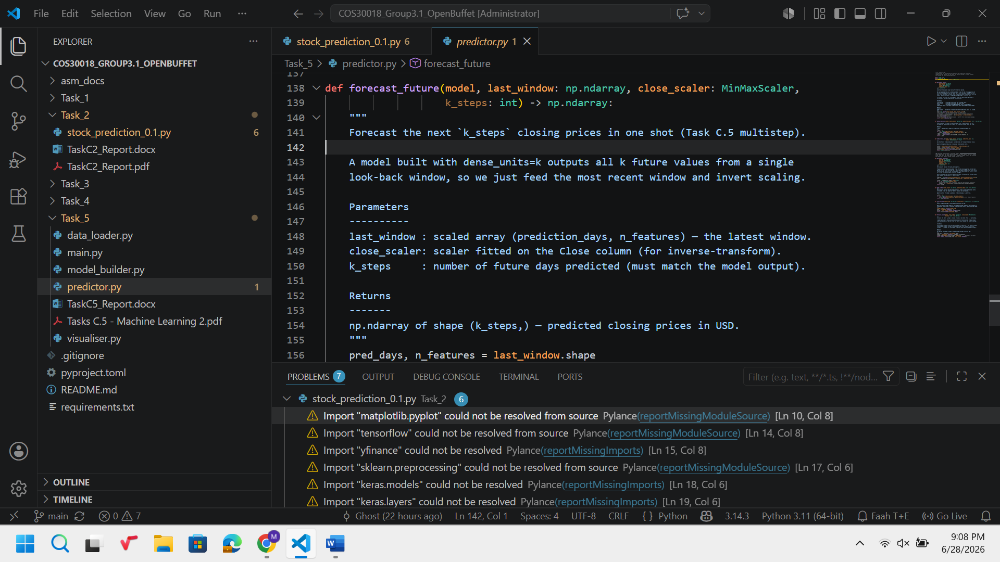 File Edit Selection View Go Run ···
COS30018_Group3.1_OpenBuffet [Administrator]
EXPLORER
COS30018_GROUP3.1_OPENBUFFET
asm_docs
Task_1
Task_2
stock_prediction_0.1.py 6
TaskC2_Report.docx
TaskC2_Report.pdf
Task_3
Task_4
Task_5
data_loader.py
main.py
model_builder.py
predictor.py 1
TaskC5_Report.docx
Tasks C.5 - Machine Learning 2.pdf
visualiser.py
.gitignore
pyproject.toml
README.md
requirements.txt
OUTLINE
TIMELINE
stock_prediction_0.1.py 6
predictor.py 1
Task_5 > predictor.py > forecast_future
137
138 def forecast_future(model, last_window: np.ndarray, close_scaler: MinMaxScaler,
139 k_steps: int) -> np.ndarray:
140 """
141 Forecast the next `k_steps` closing prices in one shot (Task C.5 multistep).
142
143 A model built with dense_units=k outputs all k future values from a single
144 look-back window, so we just feed the most recent window and invert scaling.
145
146 Parameters
147 ----------
148 last_window : scaled array (prediction_days, n_features) — the latest window.
149 close_scaler: scaler fitted on the Close column (for inverse-transform).
150 k_steps : number of future days predicted (must match the model output).
151
152 Returns
153 -------
154 np.ndarray of shape (k_steps,) — predicted closing prices in USD.
155 """
156 pred_days, n_features = last_window.shape
PROBLEMS 7 OUTPUT DEBUG CONSOLE TERMINAL PORTS
Filter (e.g. text, **/*.ts, !**/nod...
stock_prediction_0.1.py Task_2 6
Import "matplotlib.pyplot" could not be resolved from source Pylance(reportMissingModuleSource) [Ln 10, Col 8]
Import "tensorflow" could not be resolved from source Pylance(reportMissingModuleSource) [Ln 14, Col 8]
Import "yfinance" could not be resolved Pylance(reportMissingImports) [Ln 15, Col 8]
Import "sklearn.preprocessing" could not be resolved from source Pylance(reportMissingModuleSource) [Ln 17, Col 6]
Import "keras.models" could not be resolved Pylance(reportMissingImports) [Ln 18, Col 6]
Import "keras.layers" could not be resolved Pylance(reportMissingImports) [Ln 19, Col 6]
main 0 7 Ghost (22 hours ago) Ln 142, Col 1 Spaces: 4 UTF-8 CRLF { } Python 3.14.3 Python 3.11 (64-bit) Faah T+E Go Live
M
W
9:08 PM
6/28/2026